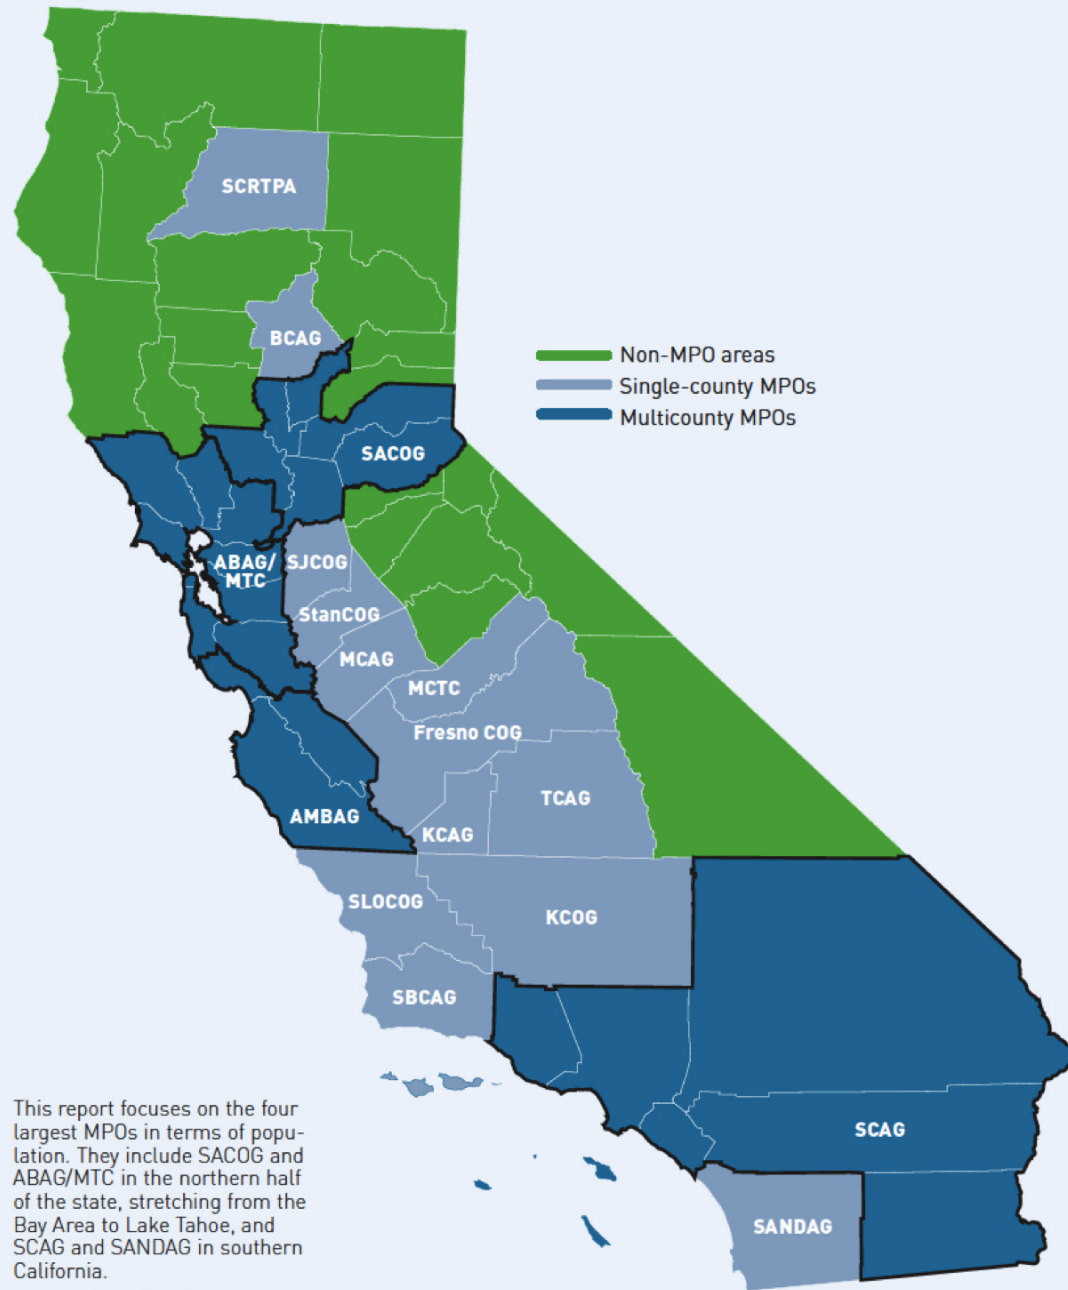 SCRTPA
BCAG
Non-MPO areas
Single-county MPOs
Multicounty MPOs
SACOG
ABAG/
MTC
SJCOG
StanCOG
MCAG
MCTC
Fresno COG
TCAG
AMBAG
KCAG
SLOCOG
KCOG
SBCAG
This report focuses on the four
largest MPOs in terms of popu-
lation. They include SACOG and
ABAG/MTC in the northern half
of the state, stretching from the
Bay Area to Lake Tahoe, and
SCAG and SANDAG in southern
California.
SCAG
SANDAG